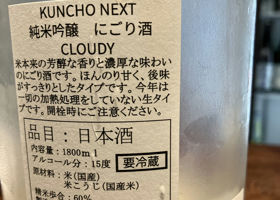 KUNCHO NEXT
純米吟醸　にごり酒
CLOUDY
米本来の芳醇な香りと濃厚な味わい
のにごり酒です。ほんのり甘く、後味
がすっきりとしたタイプです。今年は
一切の加熱処理をしていない生タイ
プです。開栓時にご注意ください。
品目：日本酒
内容量：1800ml
アルコール分：15度
要冷蔵
原材料：米（国産）
米こうじ（国産米）
精米歩合：60%